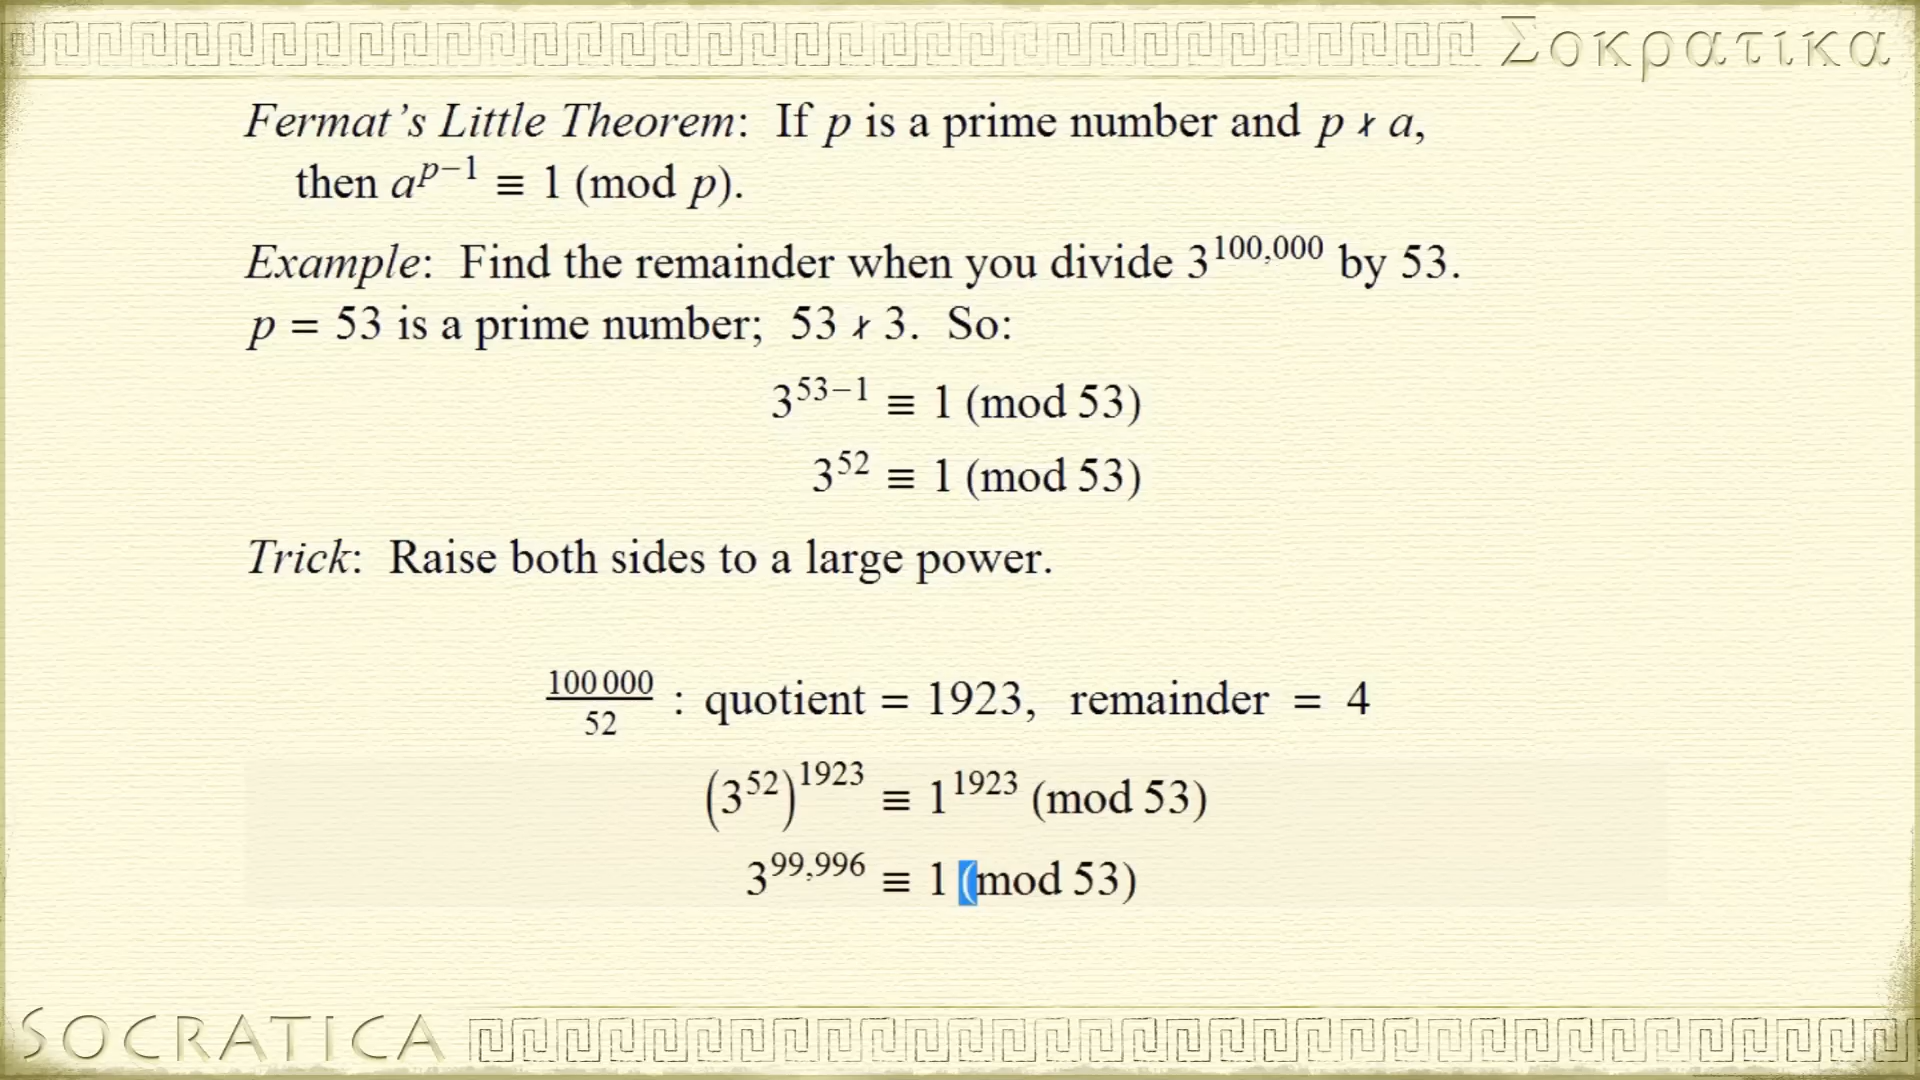 Σοκρατικα
Fermat's Little Theorem: If p is a prime number and p ∤ a,
then a^{p−1} ≡ 1 (mod p).
Example: Find the remainder when you divide 3^{100,000} by 53.
p = 53 is a prime number; 53 ∤ 3. So:
3^{53−1} ≡ 1 (mod 53)
3^{52} ≡ 1 (mod 53)
Trick: Raise both sides to a large power.
100 000/52 : quotient = 1923, remainder = 4
(3^{52})^{1923} ≡ 1^{1923} (mod 53)
3^{99,996} ≡ 1 (mod 53)
SOCRATICA